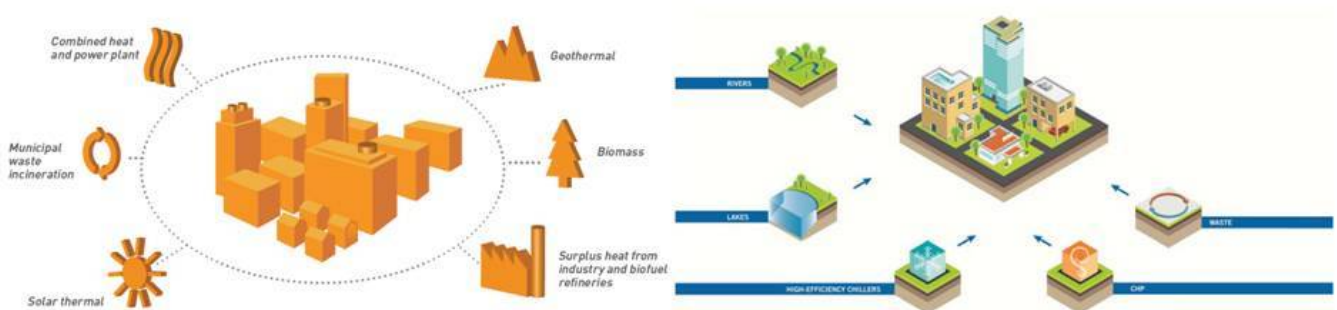 Combined heat
and power plant
Geothermal
Municipal
waste
incineration
Biomass
Solar thermal
Surplus heat from
industry and biofuel
refineries
RIVERS
LAKES
WASTE
HIGH-EFFICIENCY CHILLERS
CHP